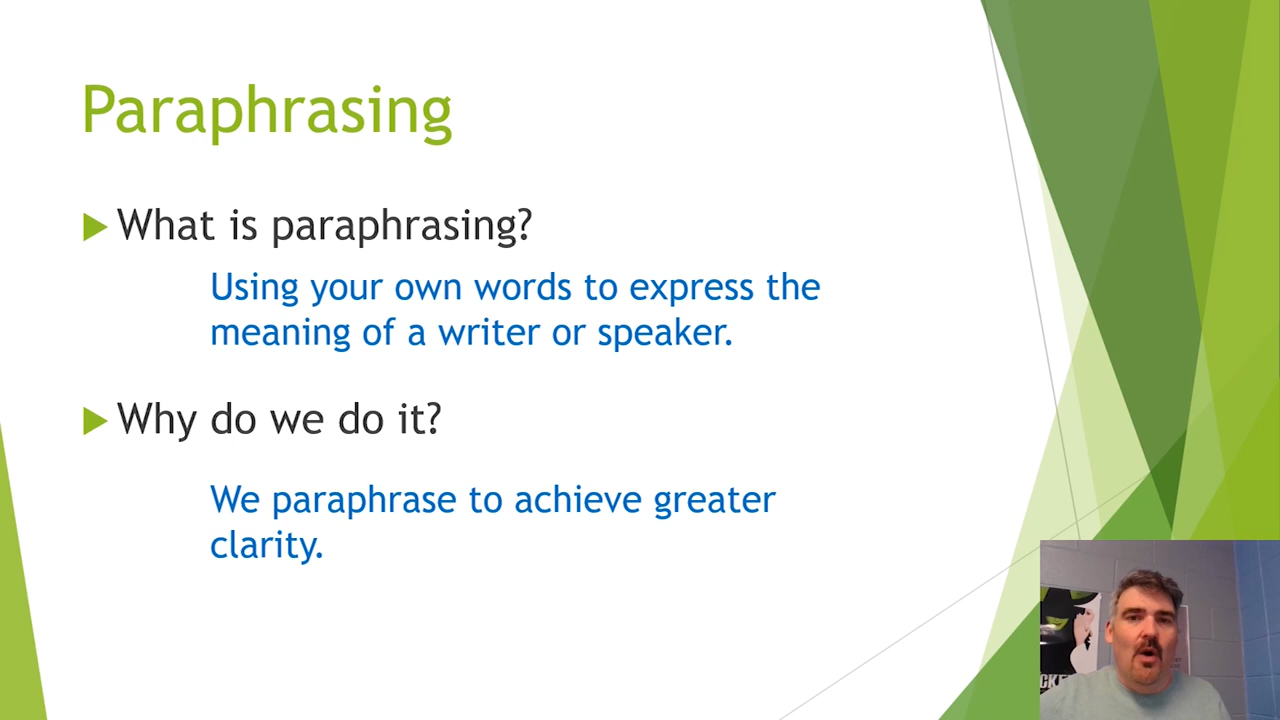 Paraphrasing
What is paraphrasing?
Using your own words to express the
meaning of a writer or speaker.
Why do we do it?
We paraphrase to achieve greater
clarity.
CKE